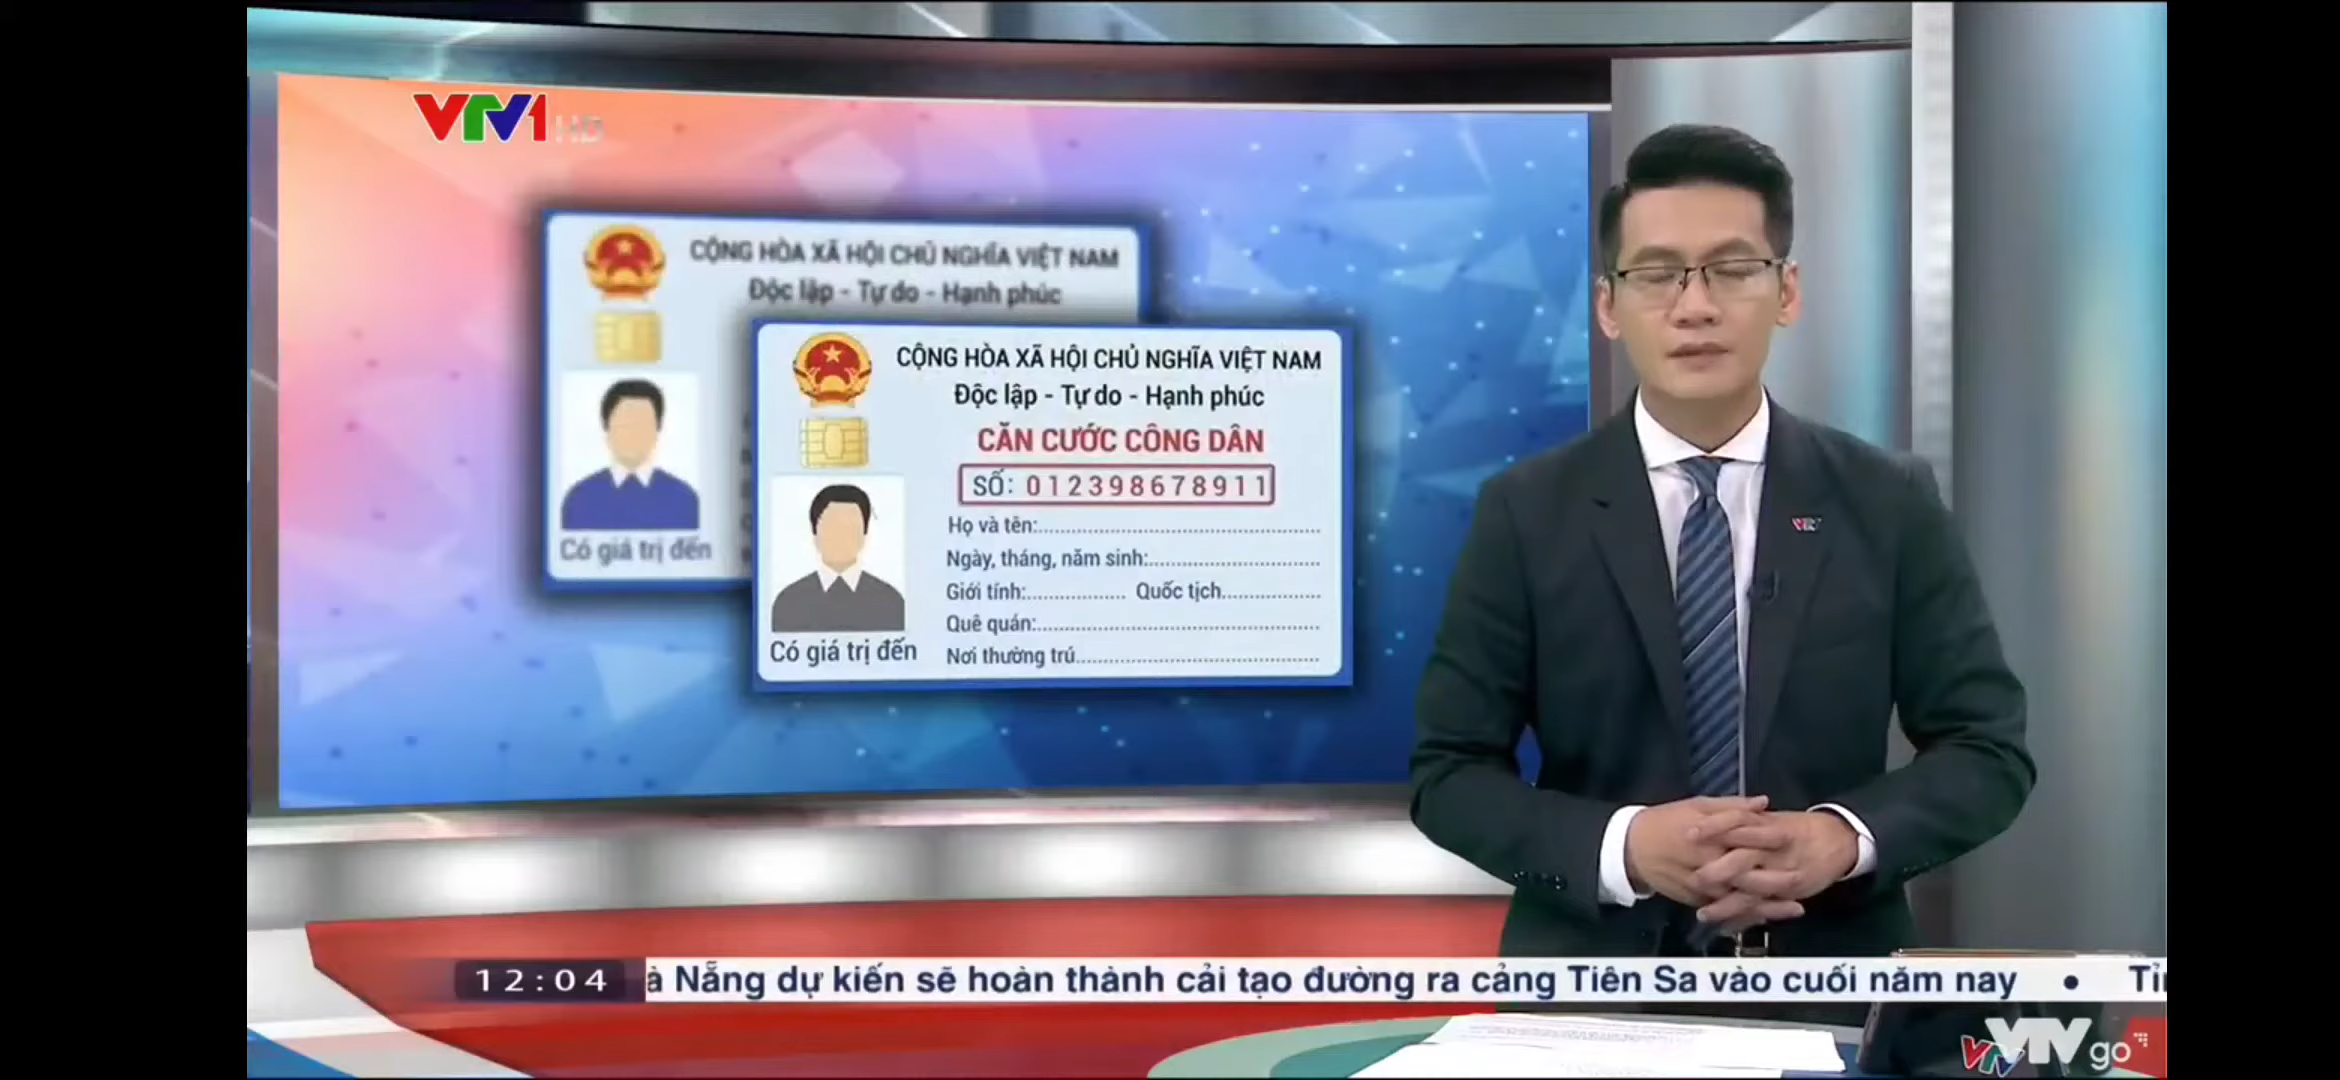 VTV1 HD
CỘNG HÒA XÃ HỘI CHỦ NGHĨA VIỆT NAM
Độc lập - Tự do - Hạnh phúc
Có giá trị đến
CỘNG HÒA XÃ HỘI CHỦ NGHĨA VIỆT NAM
Độc lập - Tự do - Hạnh phúc
CĂN CƯỚC CÔNG DÂN
SỐ: 012398678911
Họ và tên:
Ngày, tháng, năm sinh:
Giới tính: Quốc tịch
Quê quán:
Nơi thường trú
Có giá trị đến
VTV
12:04 à Nẵng dự kiến sẽ hoàn thành cải tạo đường ra cảng Tiên Sa vào cuối năm nay • Tỉ
VTV VTV go